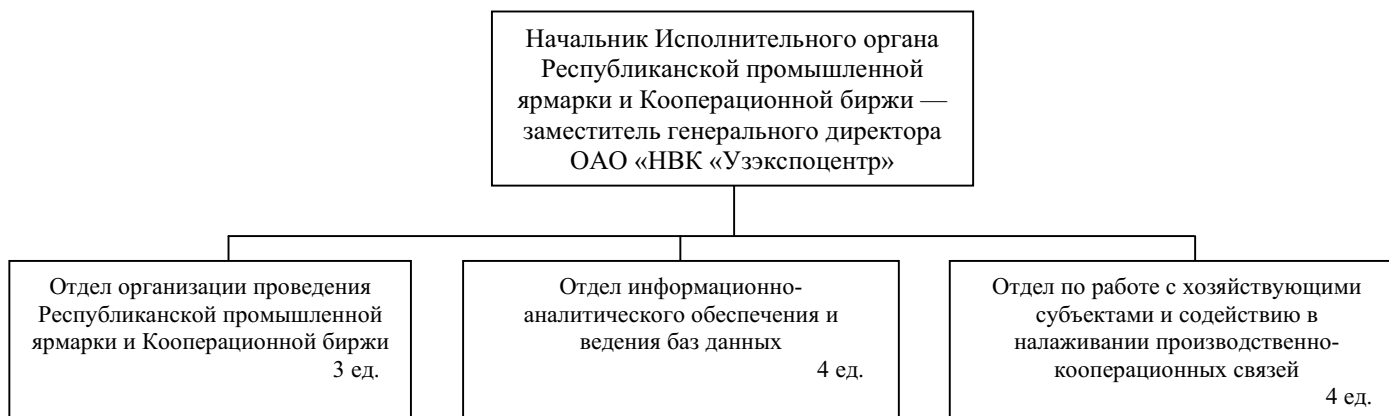 Начальник Исполнительного органа
Республиканской промышленной
ярмарки и Кооперационной биржи —
заместитель генерального директора
ОАО «НВК «Узэкспоцентр»
Отдел организации проведения
Республиканской промышленной
ярмарки и Кооперационной биржи
3 ед.
Отдел информационно-
аналитического обеспечения и
ведения баз данных
4 ед.
Отдел по работе с хозяйствующими
субъектами и содействию в
налаживании производственно-
кооперационных связей
4 ед.